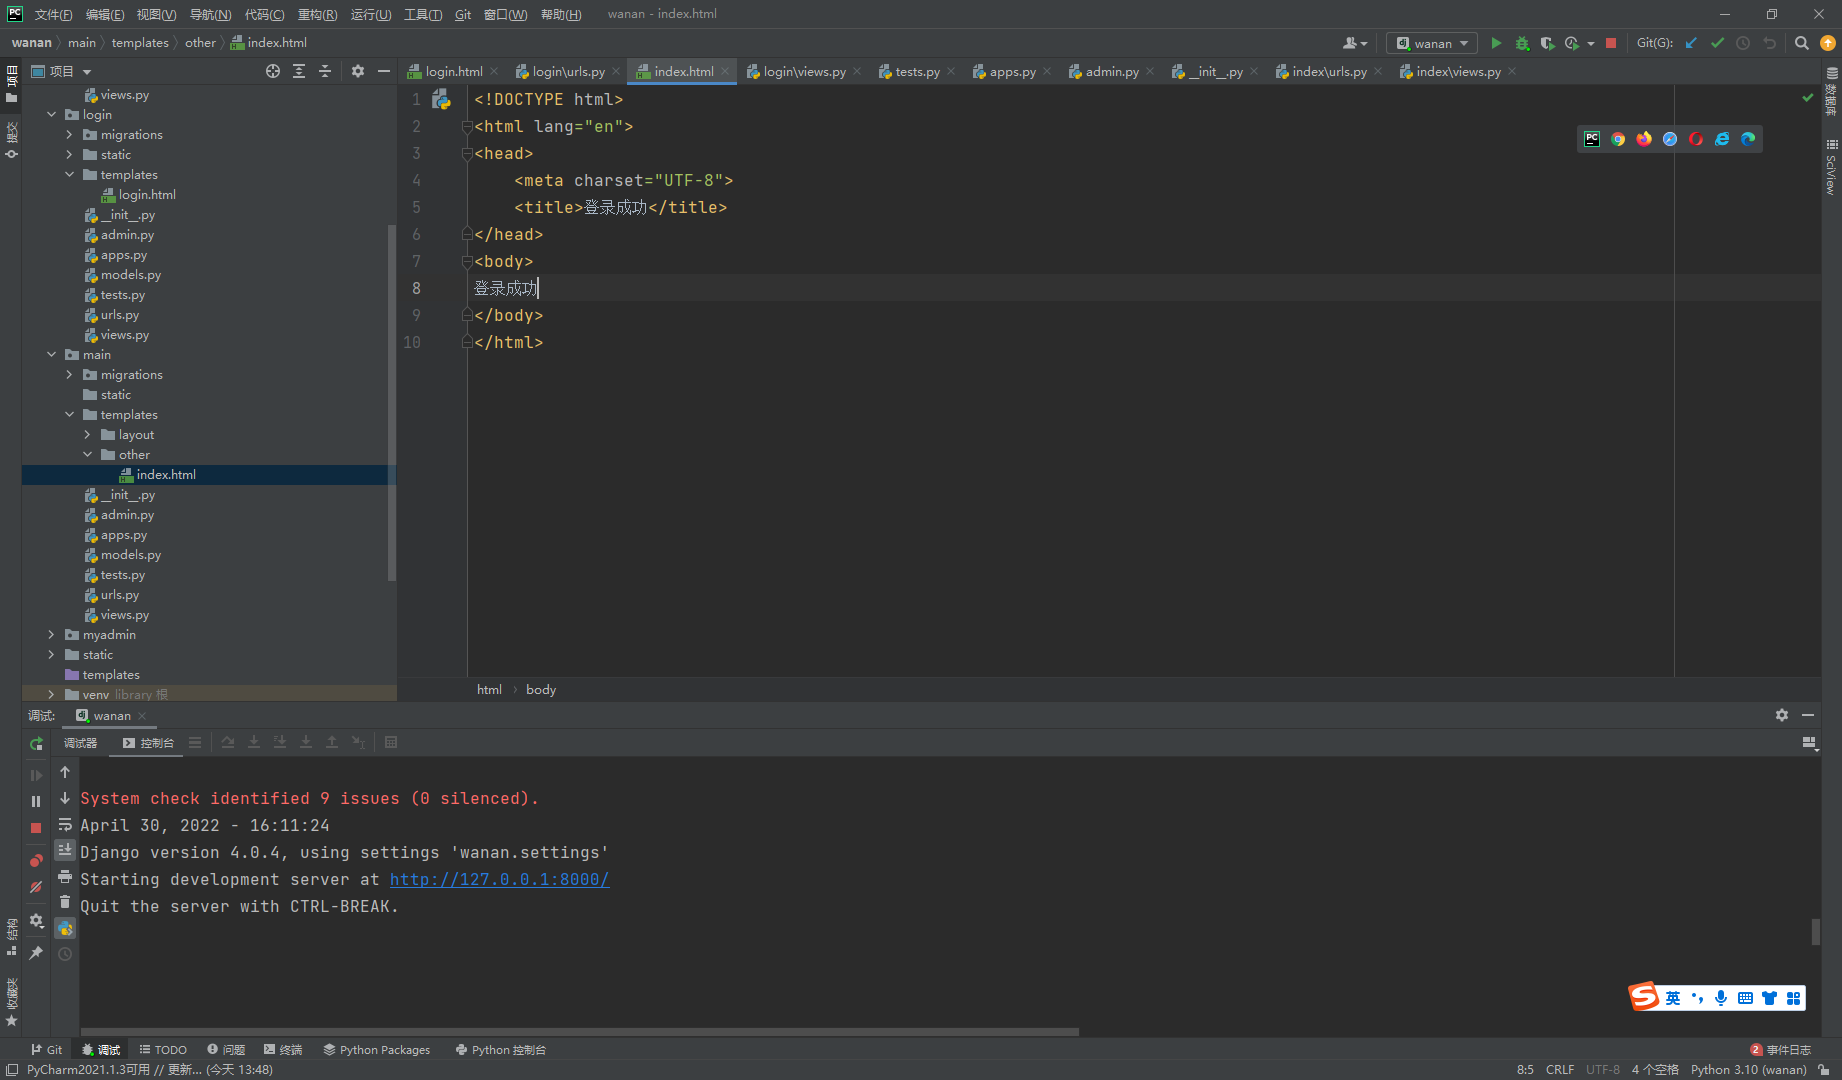 文件(F) 编辑(E) 视图(V) 导航(N) 代码(C) 重构(R) 运行(U) 工具(T) Git 窗口(W) 帮助(H) wanan - index.html
wanan main templates other index.html wanan Git(G):
项目 login.html login\urls.py index.html login\views.py tests.py apps.py admin.py __init__.py index\urls.py index\views.py
项目
提交
结构
收藏夹
数据库
SciView
views.py
login
migrations
static
templates
login.html
__init__.py
admin.py
apps.py
models.py
tests.py
urls.py
views.py
main
migrations
static
templates
layout
other
index.html
__init__.py
admin.py
apps.py
models.py
tests.py
urls.py
views.py
myadmin
static
templates
venv library 根
1 <!DOCTYPE html>
2 <html lang="en">
3 <head>
4 <meta charset="UTF-8">
5 <title>登录成功</title>
6 </head>
7 <body>
8 登录成功
9 </body>
10 </html>
html body
调试: wanan
调试器 控制台
System check identified 9 issues (0 silenced).
April 30, 2022 - 16:11:24
Django version 4.0.4, using settings 'wanan.settings'
Starting development server at http://127.0.0.1:8000/
Quit the server with CTRL-BREAK.
英
Git 调试 TODO 问题 终端 Python Packages Python 控制台 2 事件日志
PyCharm2021.1.3可用 // 更新... (今天 13:48) 8:5 CRLF UTF-8 4 个空格 Python 3.10 (wanan)